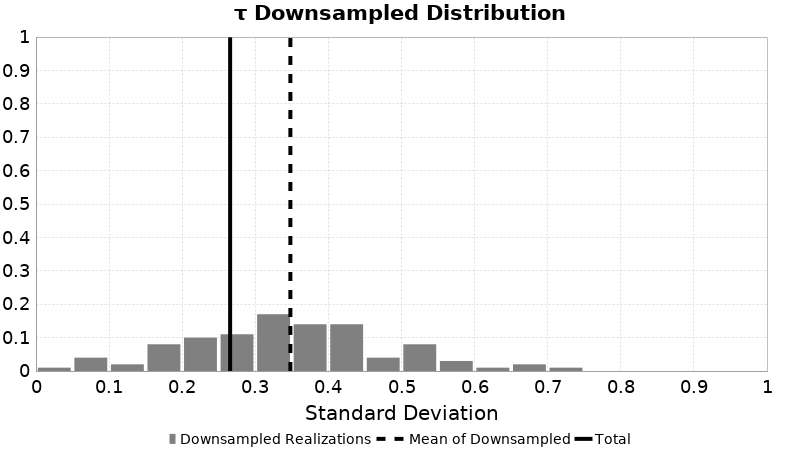 τ Downsampled Distribution
1
0.9
0.8
0.7
0.6
0.5
0.4
0.3
0.2
0.1
0
0 0.1 0.2 0.3 0.4 0.5 0.6 0.7 0.8 0.9 1
Standard Deviation
Downsampled Realizations Mean of Downsampled Total